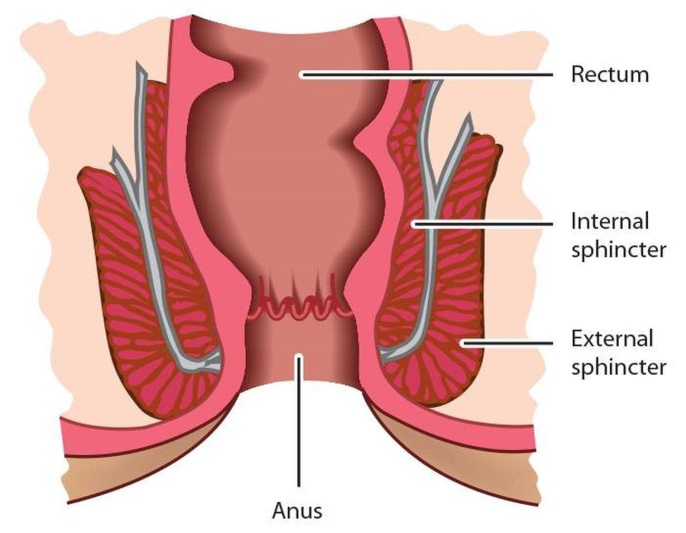 Rectum
Internal
sphincter
External
sphincter
Anus